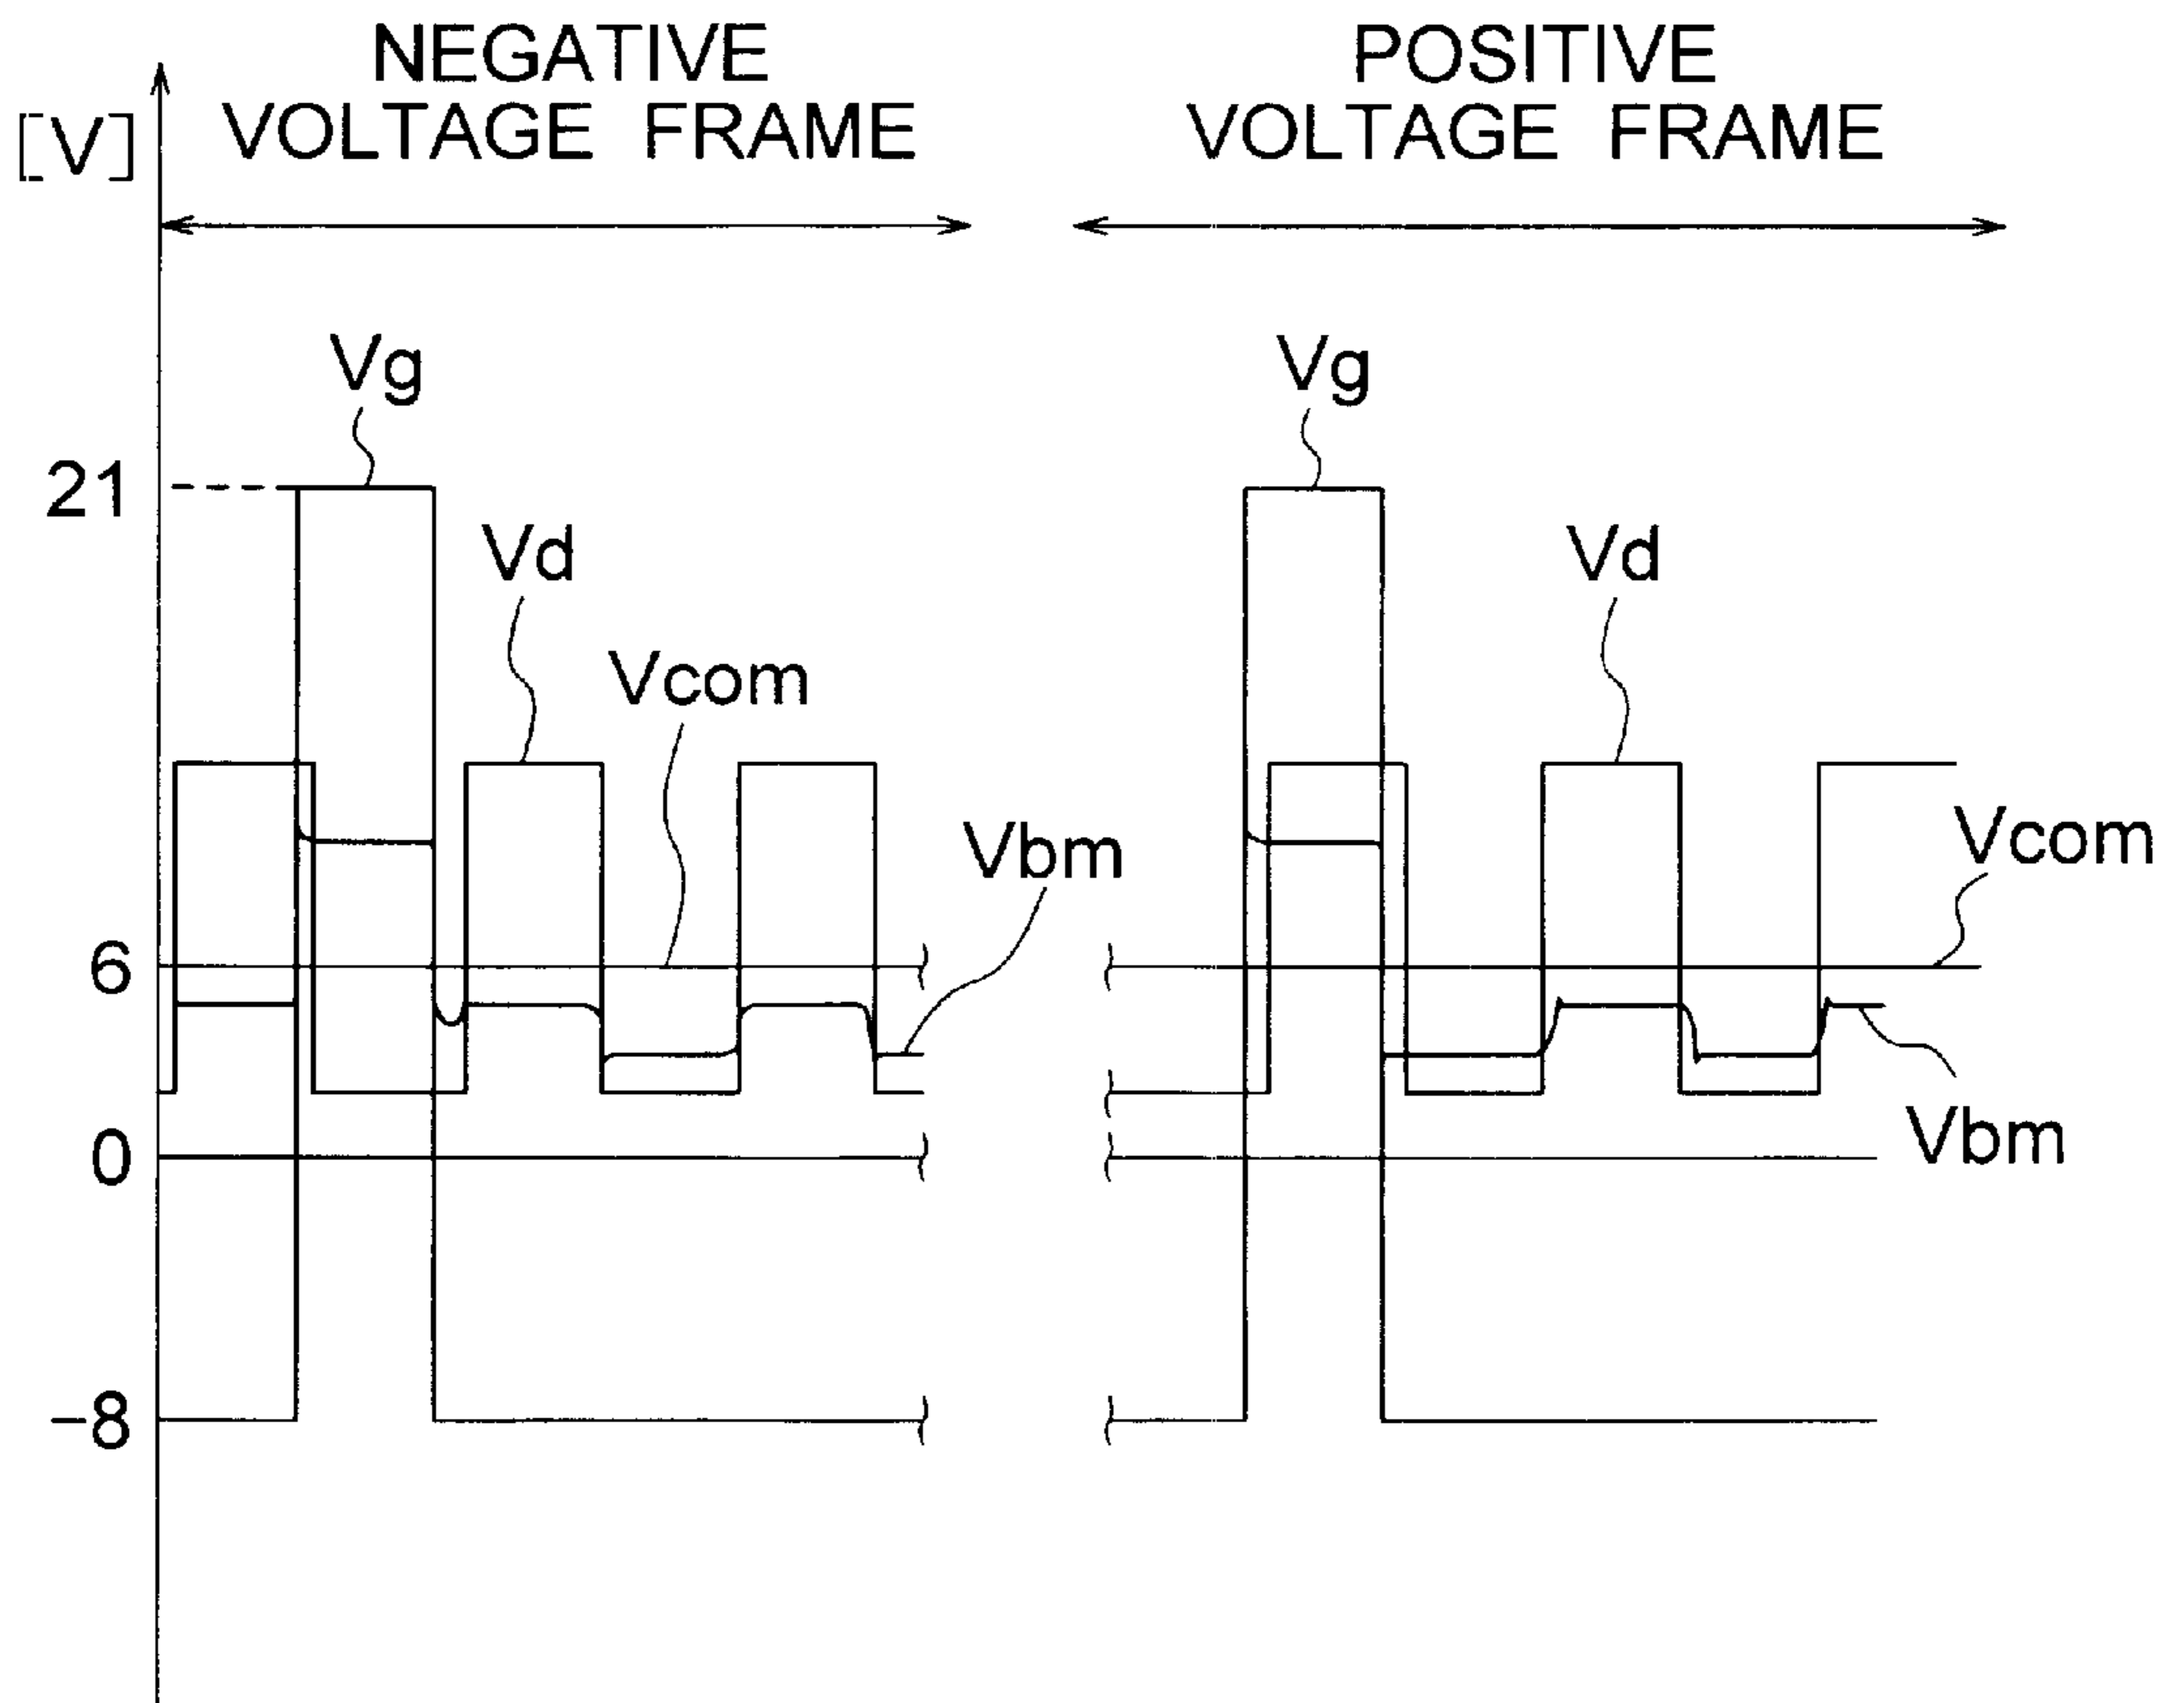 NEGATIVE
VOLTAGE FRAME
POSITIVE
VOLTAGE FRAME
[V]
Vg
Vg
21
Vd
Vd
Vcom
Vcom
Vbm
6
Vbm
0
-8